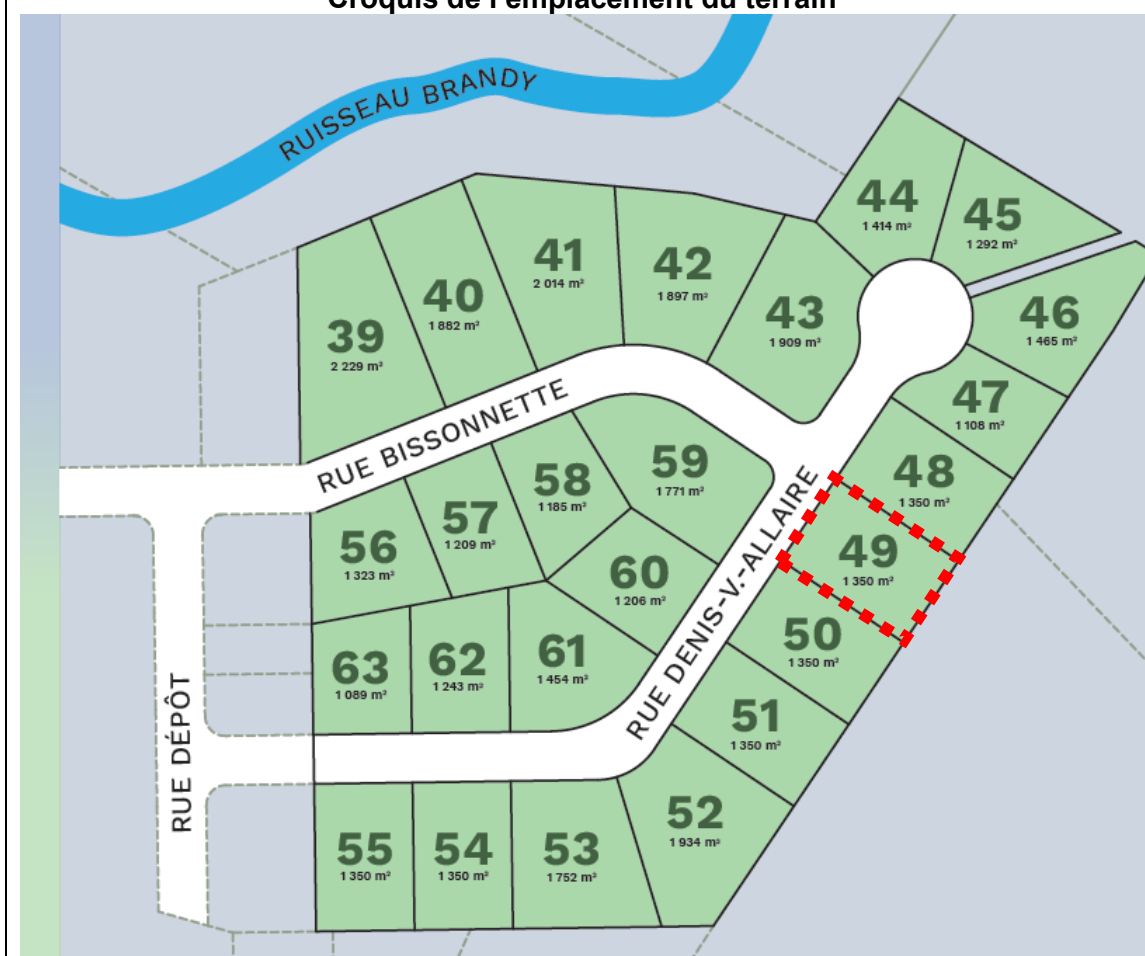 Croquis de l'emplacement du terrain
RUISSEAU BRANDY
44
1 414 m²
45
1 292 m²
41
2 014 m²
42
1 897 m²
40
1 882 m²
43
1 909 m²
46
1 465 m²
39
2 229 m²
47
1 108 m²
RUE BISSONNETTE
59
1 771 m²
48
1 350 m²
58
1 185 m²
57
1 209 m²
56
1 323 m²
49
1 350 m²
60
1 206 m²
RUE DENIS-V.-ALLAIRE
50
1 350 m²
61
1 454 m²
62
1 243 m²
63
1 089 m²
51
1 350 m²
RUE DÉPÔT
52
1 934 m²
55
1 350 m²
54
1 350 m²
53
1 752 m²